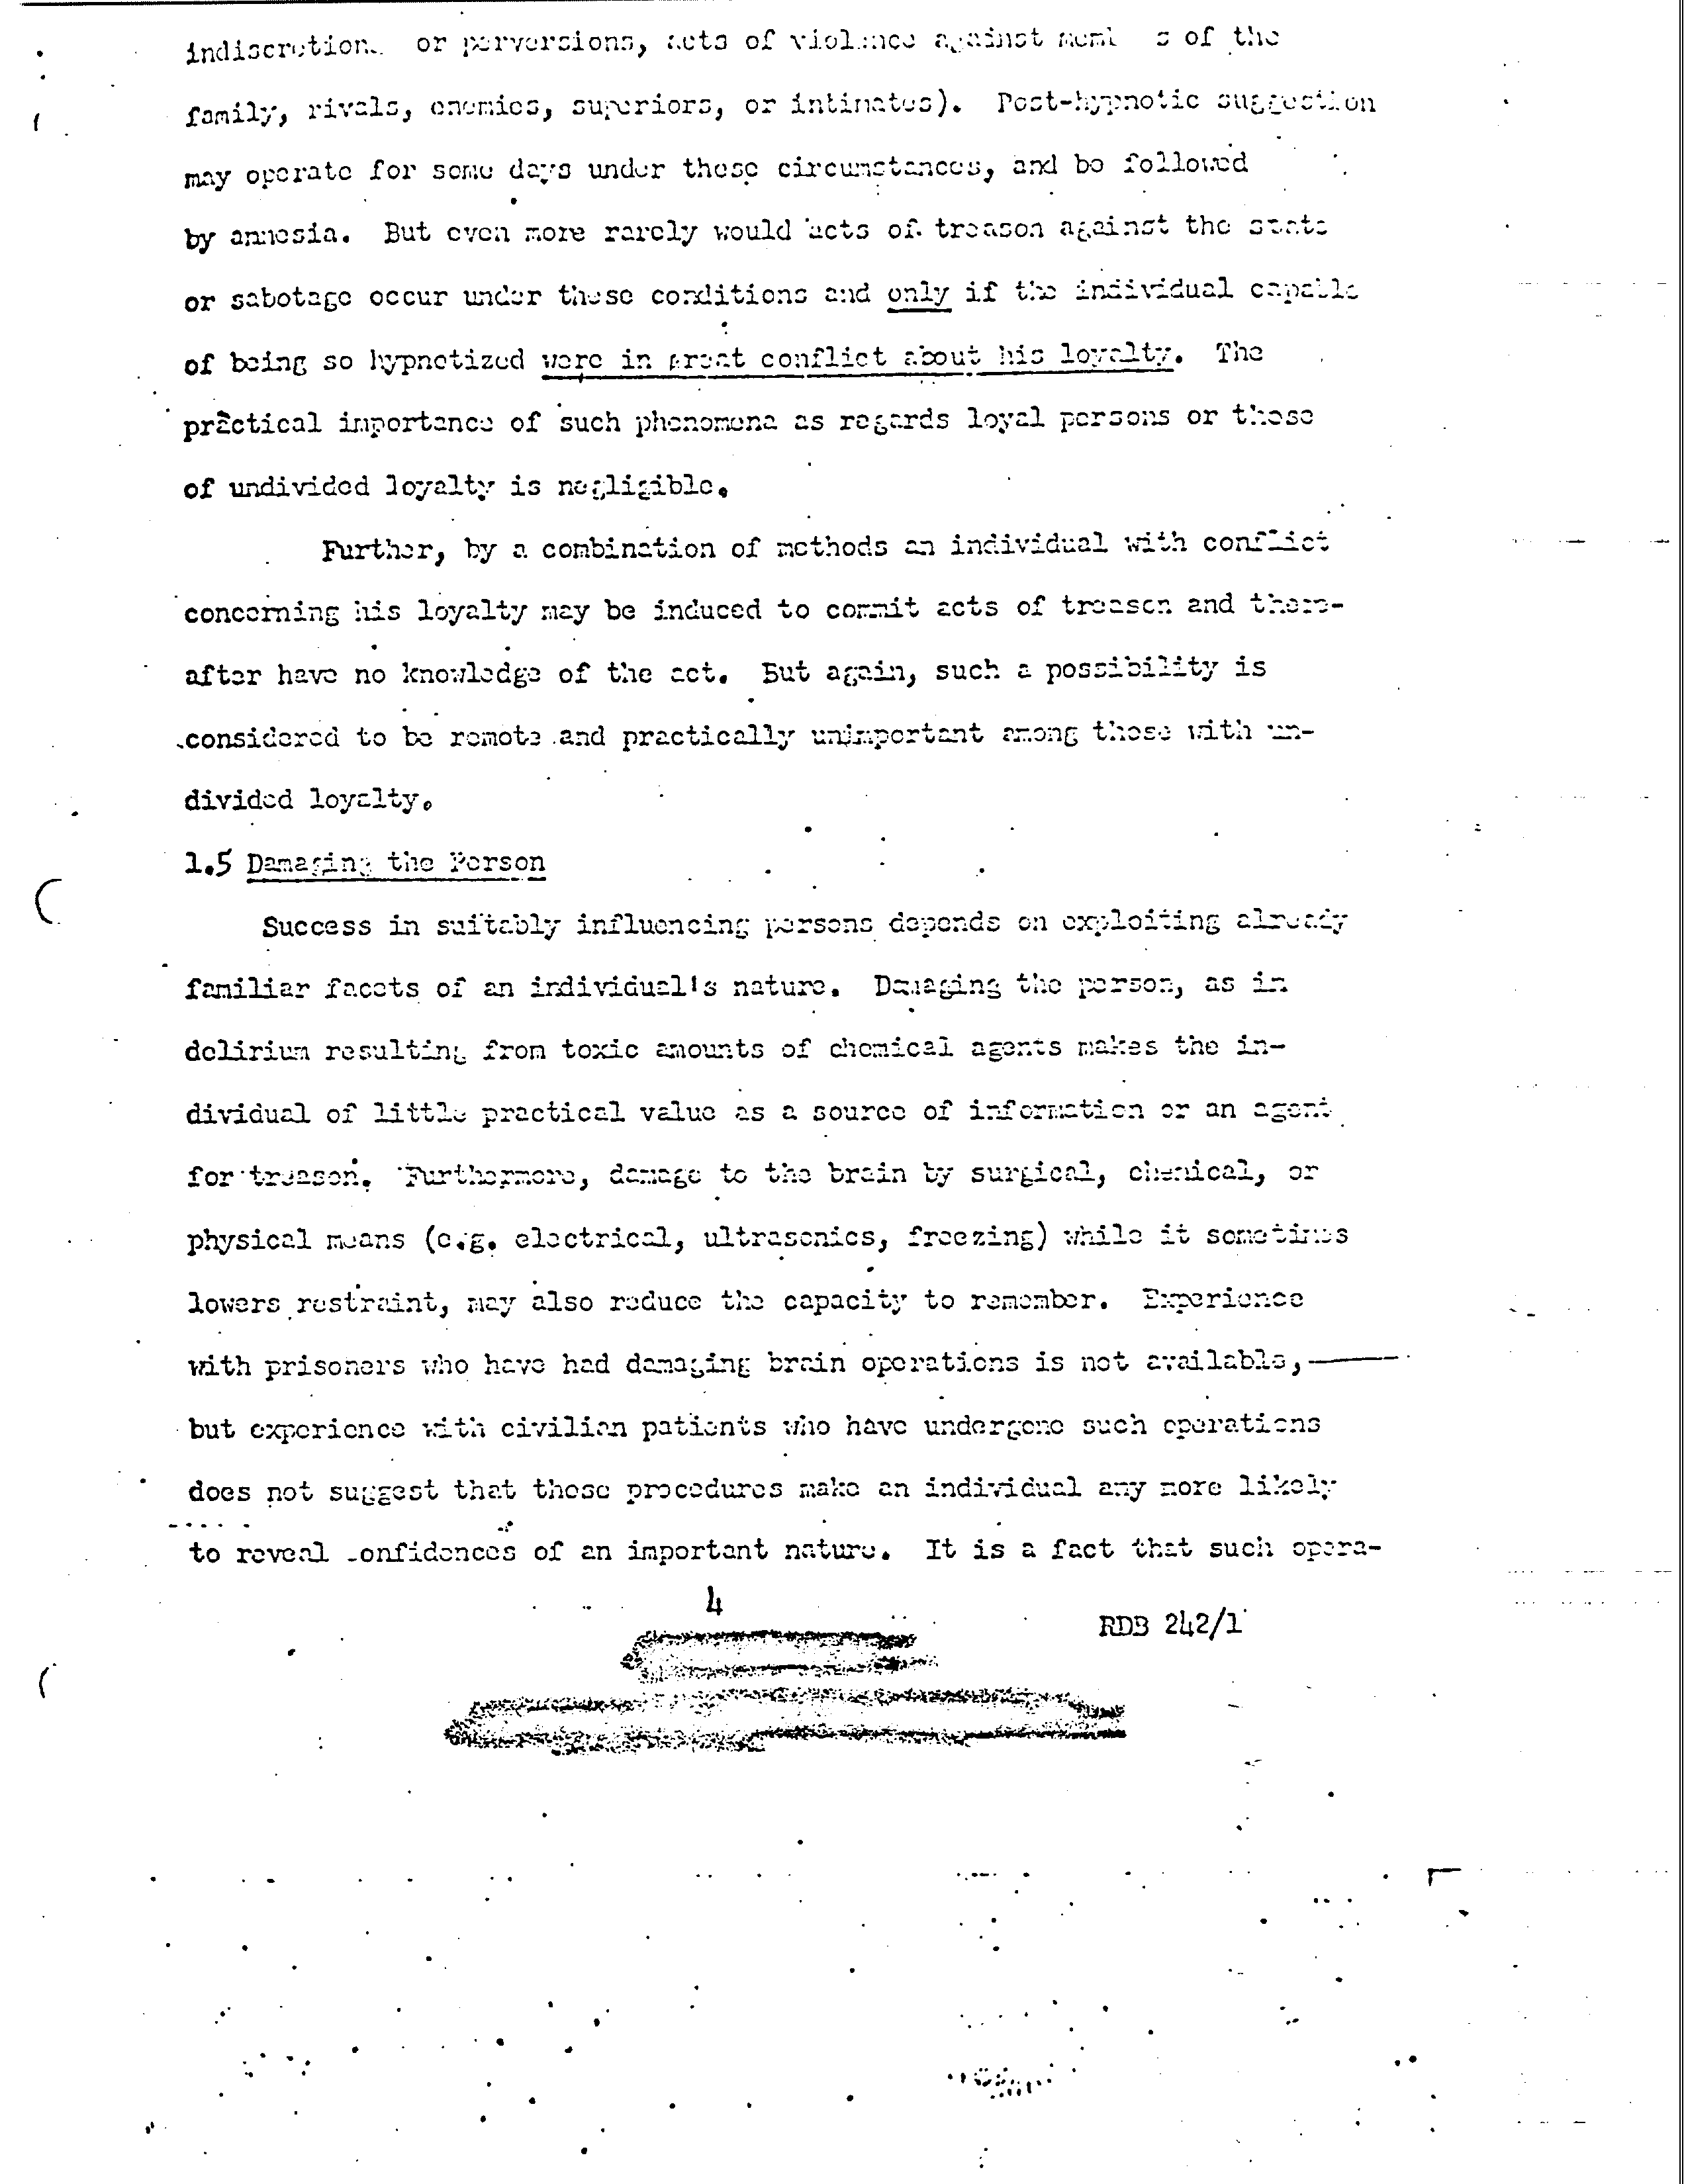 indiscretion or perversions, acts of violence against of the
family, rivals, enemies, superiors, or intimates). Post-hypnotic suggestion
may operate for some days under these circumstances, and be followed
by amnesia. But even more rarely would acts of treason against the state
or sabotage occur under these conditions and only if the individual capable
of being so hypnotized were in great conflict about his loyalty. The
practical importance of such phenomena as regards loyal persons or those
of undivided loyalty is negligible.
Further, by a combination of methods an individual with conflict
concerning his loyalty may be induced to commit acts of treason and there-
after have no knowledge of the act. But again, such a possibility is
considered to be remote and practically unimportant among those with un-
divided loyalty.
1.5 Damaging the Person
Success in suitably influencing persons depends on exploiting already
familiar facets of an individual's nature. Damaging the person, as in
delirium resulting from toxic amounts of chemical agents makes the in-
dividual of little practical value as a source of information or an agent
for treason. Furthermore, damage to the brain by surgical, chemical, or
physical means (e.g. electrical, ultrasonics, freezing) while it sometimes
lowers restraint, may also reduce the capacity to remember. Experience
with prisoners who have had damaging brain operations is not available,
but experience with civilian patients who have undergone such operations
does not suggest that these procedures make an individual any more likely
to reveal onfidences of an important nature. It is a fact that such opera-
4
RDB 242/1